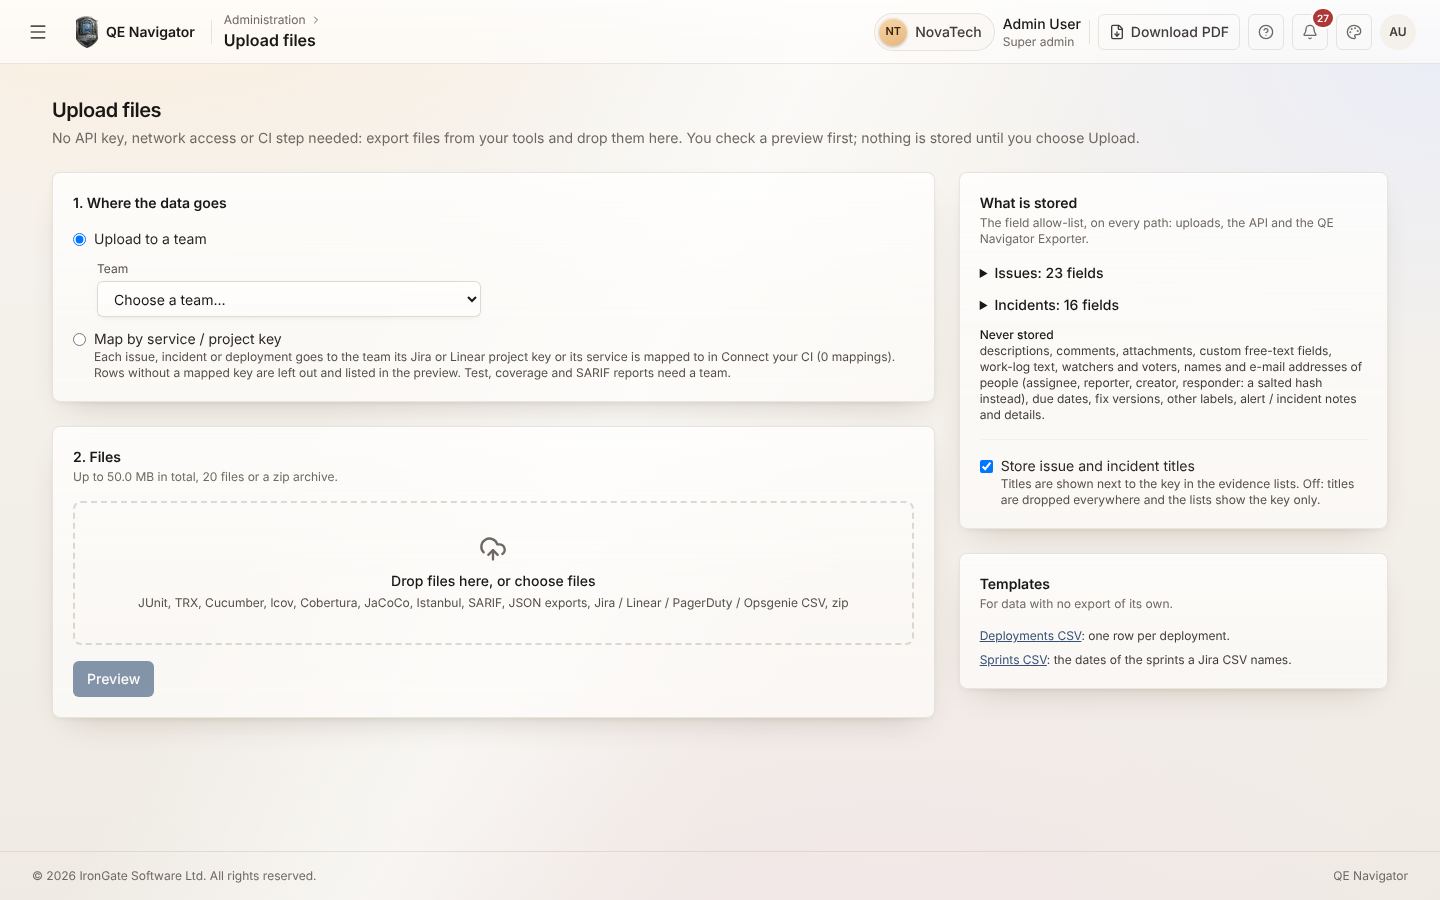 QE Navigator
Administration
Upload files
NT NovaTech
Admin User
Super admin
Download PDF
27
AU
Upload files
No API key, network access or CI step needed: export files from your tools and drop them here. You check a preview first; nothing is stored until you choose Upload.
1. Where the data goes
Upload to a team
Team
Choose a team...
Map by service / project key
Each issue, incident or deployment goes to the team its Jira or Linear project key or its service is mapped to in Connect your CI (0 mappings).
Rows without a mapped key are left out and listed in the preview. Test, coverage and SARIF reports need a team.
2. Files
Up to 50.0 MB in total, 20 files or a zip archive.
Drop files here, or choose files
JUnit, TRX, Cucumber, lcov, Cobertura, JaCoCo, Istanbul, SARIF, JSON exports, Jira / Linear / PagerDuty / Opsgenie CSV, zip
Preview
What is stored
The field allow-list, on every path: uploads, the API and the QE
Navigator Exporter.
Issues: 23 fields
Incidents: 16 fields
Never stored
descriptions, comments, attachments, custom free-text fields,
work-log text, watchers and voters, names and e-mail addresses of
people (assignee, reporter, creator, responder: a salted hash
instead), due dates, fix versions, other labels, alert / incident notes
and details.
Store issue and incident titles
Titles are shown next to the key in the evidence lists. Off: titles
are dropped everywhere and the lists show the key only.
Templates
For data with no export of its own.
Deployments CSV: one row per deployment.
Sprints CSV: the dates of the sprints a Jira CSV names.
© 2026 IronGate Software Ltd. All rights reserved.
QE Navigator